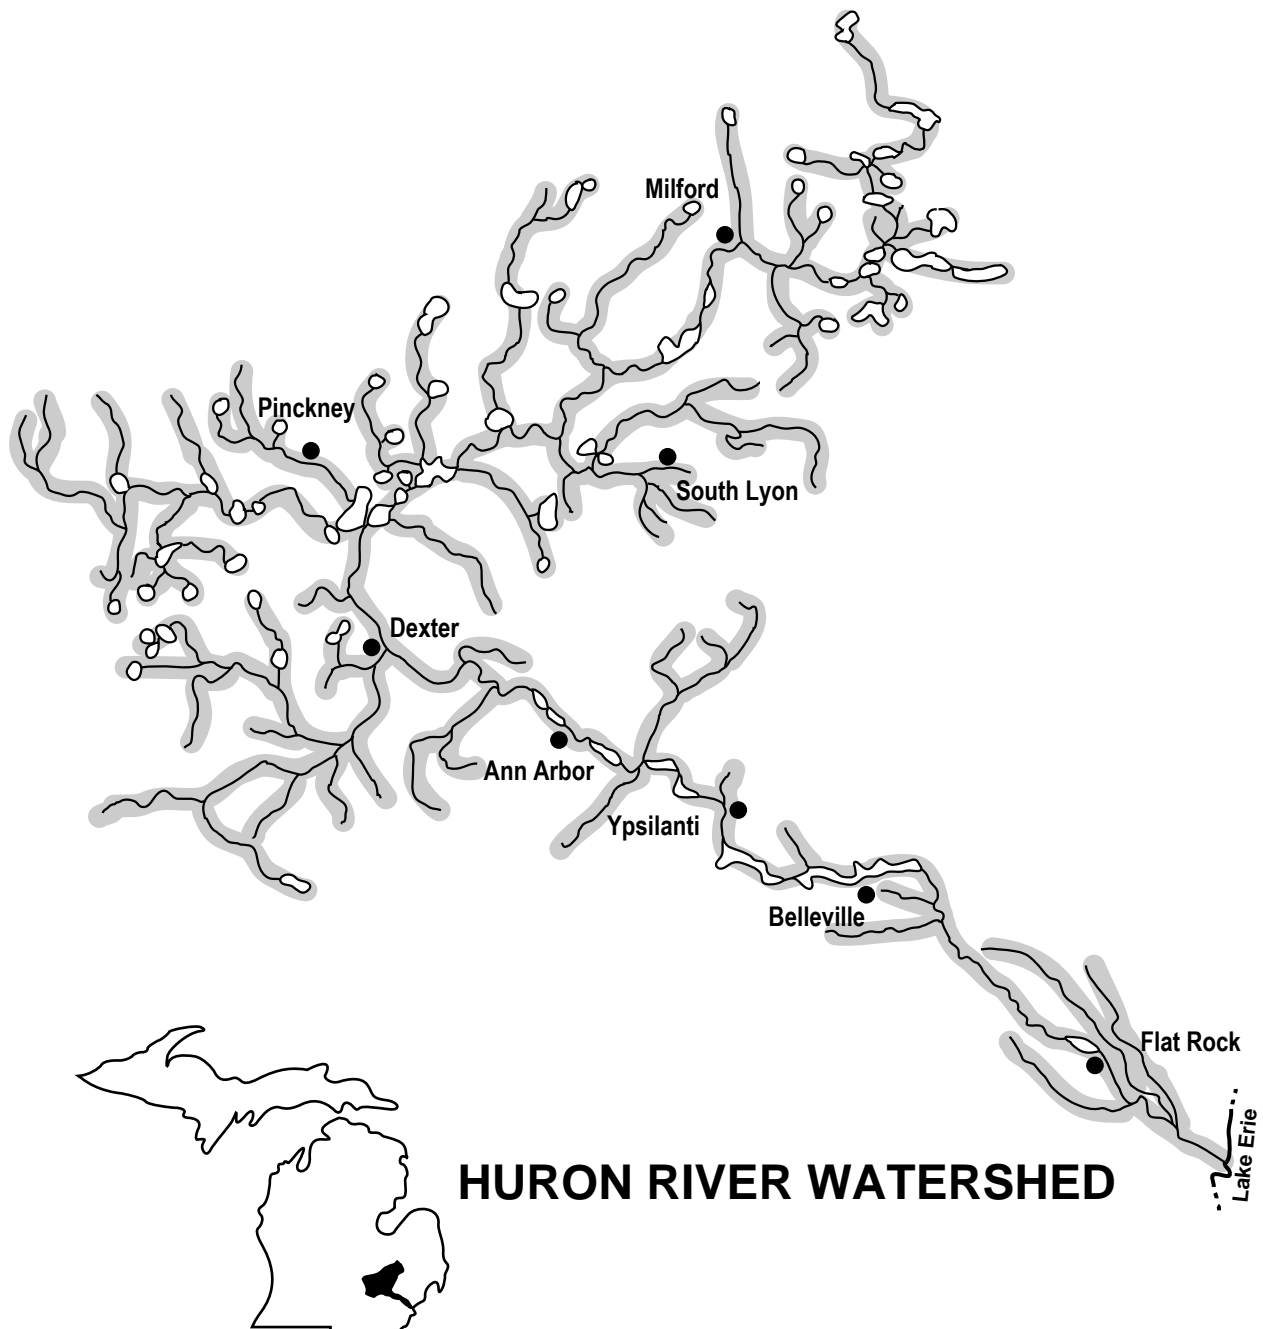 Milford
Pinckney
South Lyon
Dexter
Ann Arbor
Ypsilanti
Belleville
Flat Rock
Lake Erie
HURON RIVER WATERSHED